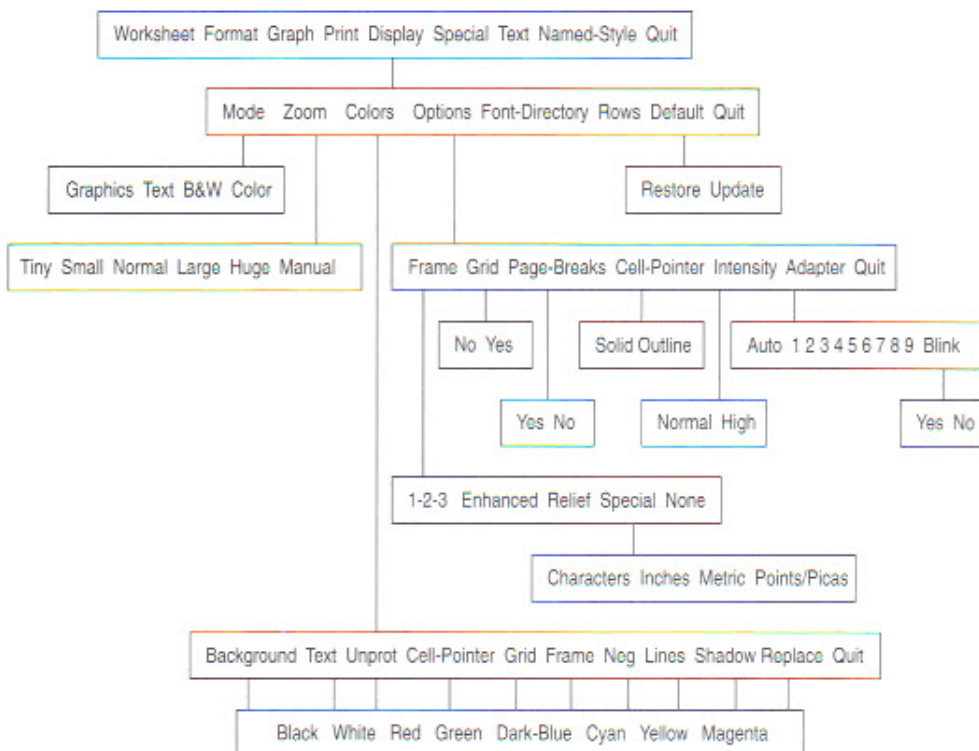 Worksheet Format Graph Print Display Special Text Named-Style Quit
Mode Zoom Colors Options Font-Directory Rows Default Quit
Graphics Text B&W Color
Restore Update
Tiny Small Normal Large Huge Manual
Frame Grid Page-Breaks Cell-Pointer Intensity Adapter Quit
No Yes
Solid Outline
Auto 1 2 3 4 5 6 7 8 9 Blink
Yes No
Normal High
Yes No
1-2-3 Enhanced Relief Special None
Characters Inches Metric Points/Picas
Background Text Unprot Cell-Pointer Grid Frame Neg Lines Shadow Replace Quit
Black White Red Green Dark-Blue Cyan Yellow Magenta